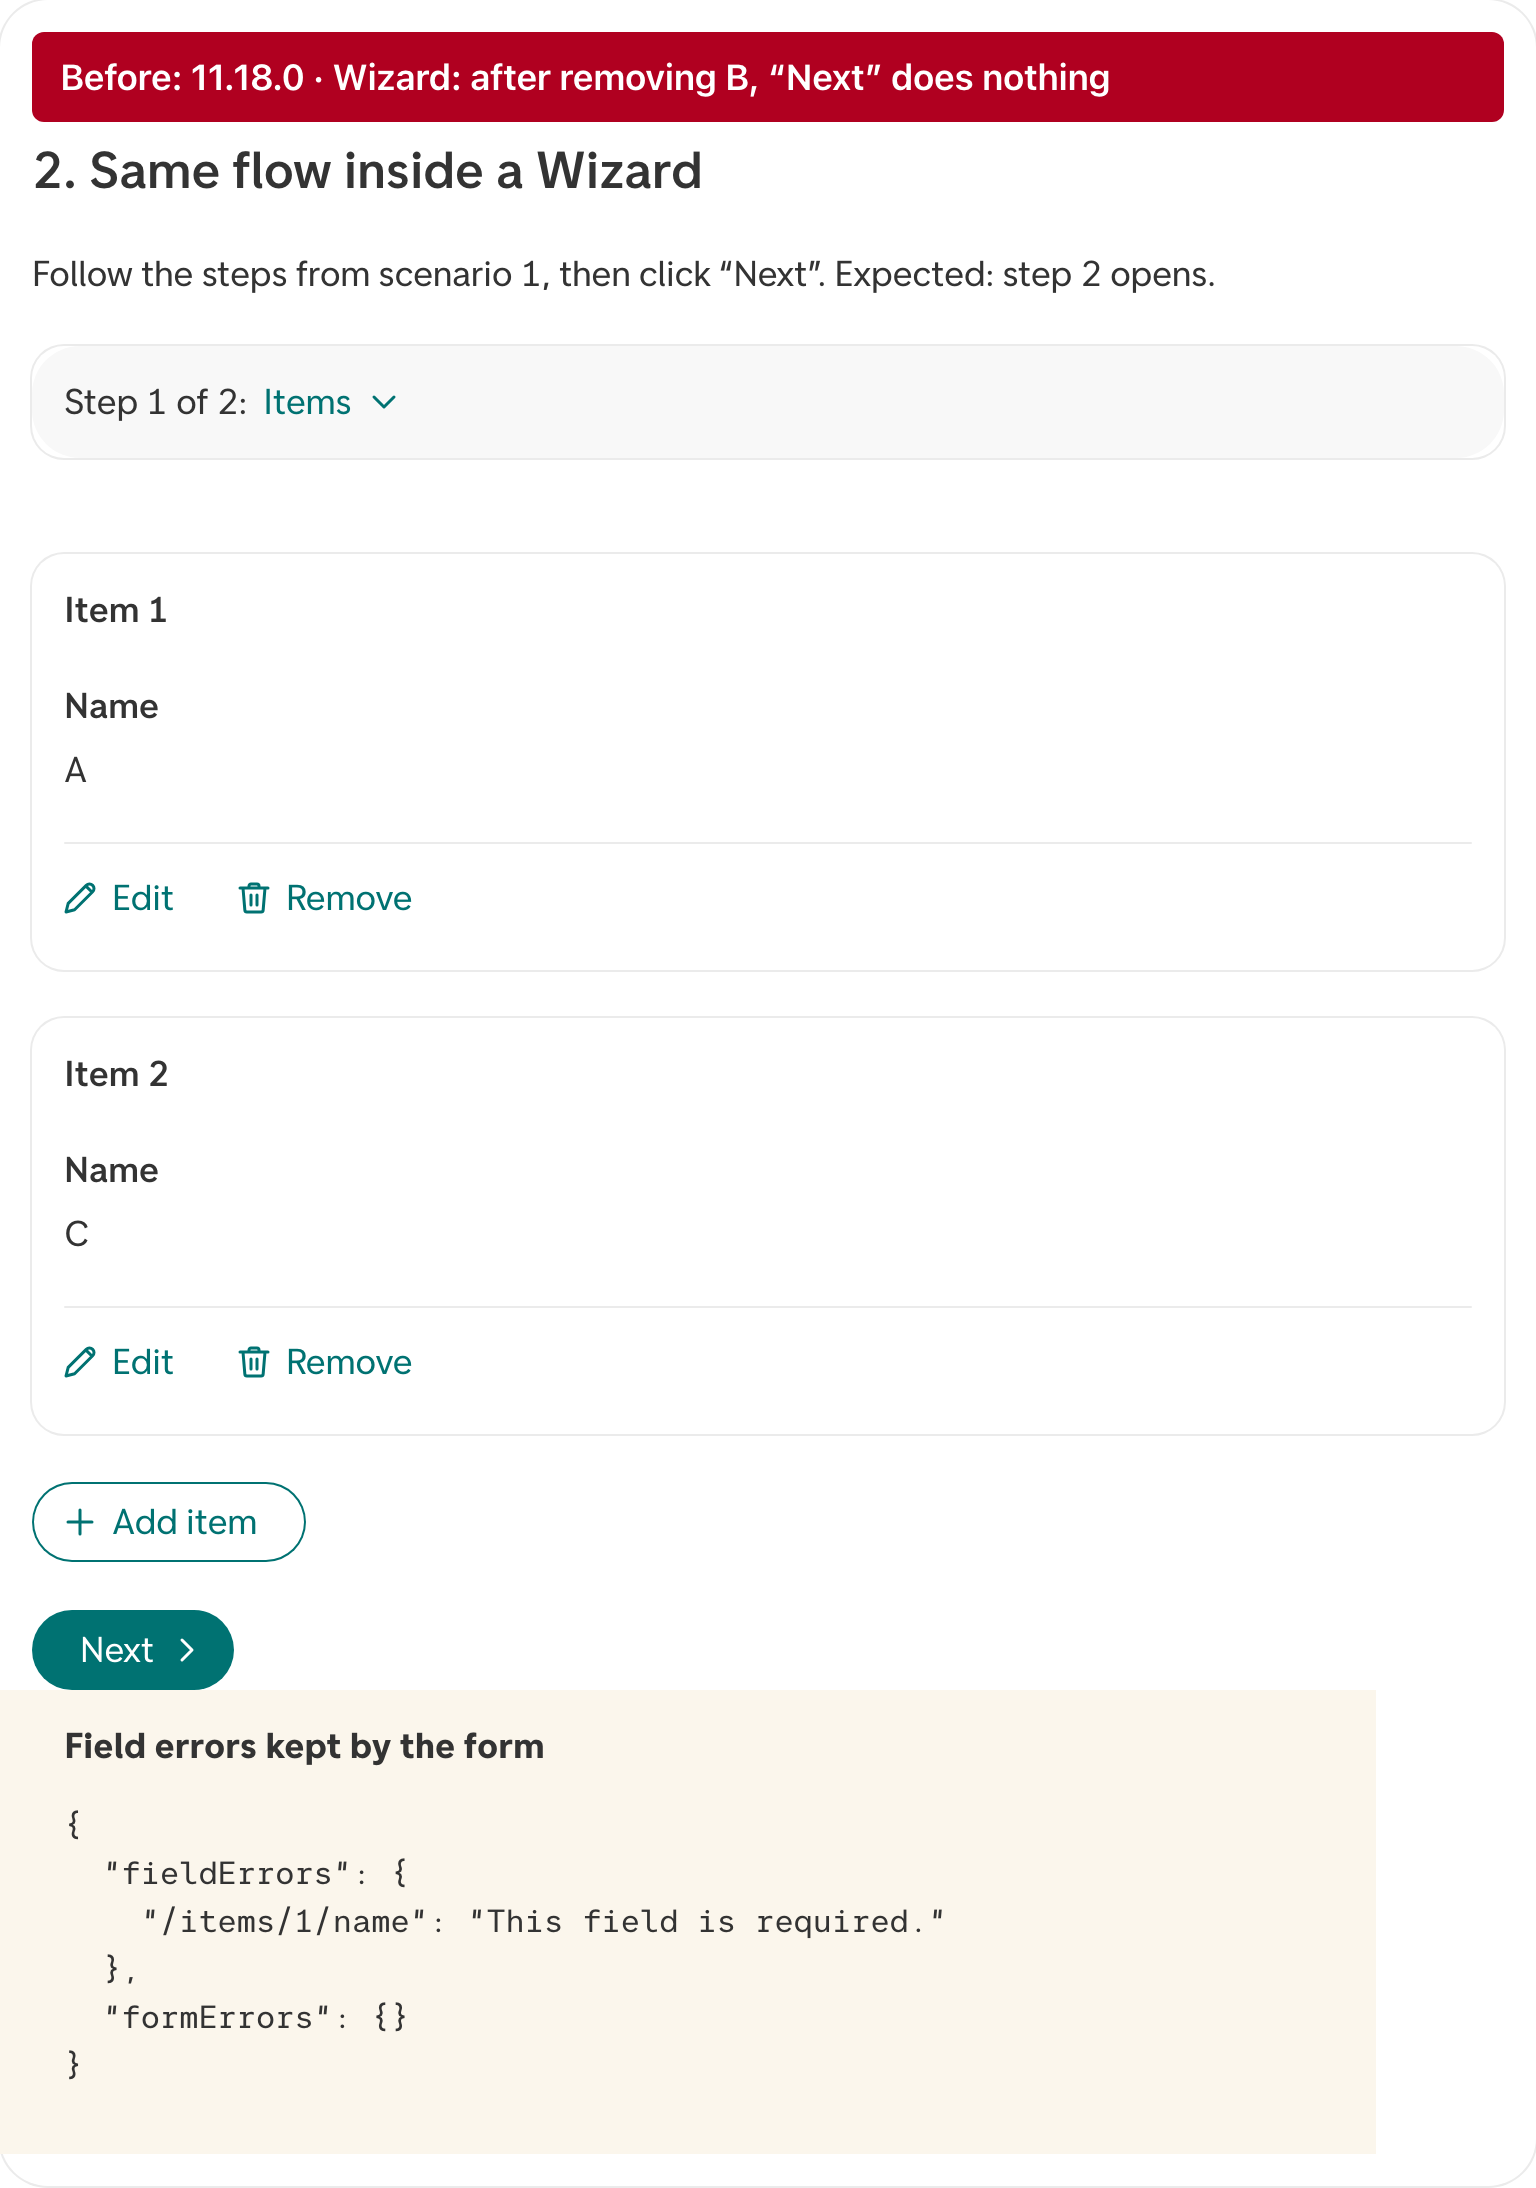 Before: 11.18.0 · Wizard: after removing B, “Next” does nothing
2. Same flow inside a Wizard
Follow the steps from scenario 1, then click “Next”. Expected: step 2 opens.
Step 1 of 2: Items
Item 1
Name
A
Edit Remove
Item 2
Name
C
Edit Remove
Add item
Next
Field errors kept by the form
{
  "fieldErrors": {
    "/items/1/name": "This field is required."
  },
  "formErrors": {}
}